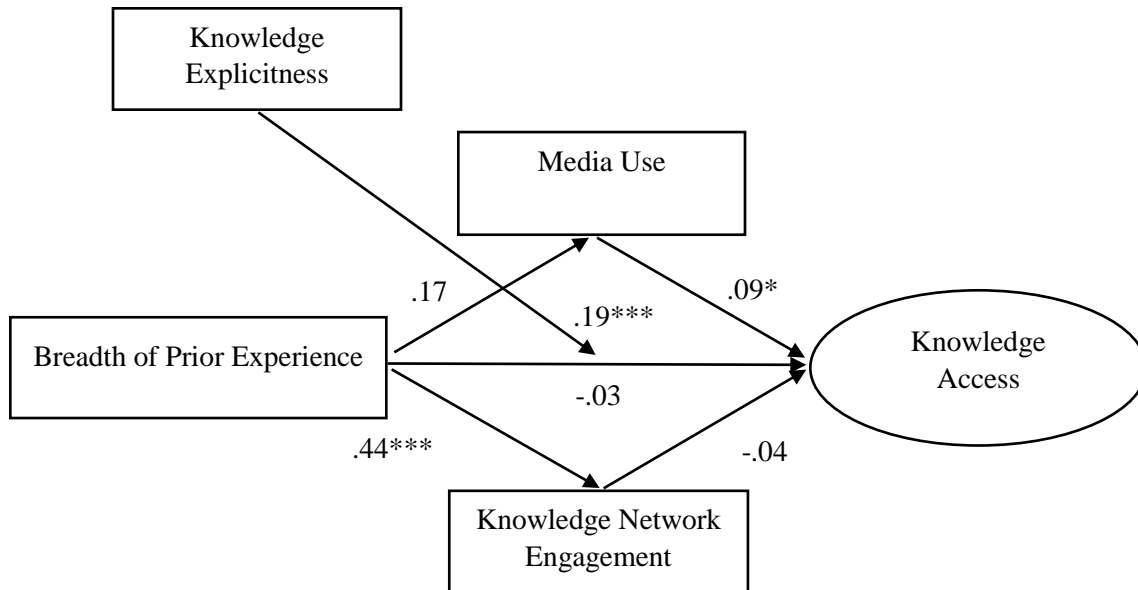 Knowledge
Explicitness
Media Use
.17
.19***
.09*
Breadth of Prior Experience
Knowledge
Access
-.03
.44***
-.04
Knowledge Network
Engagement